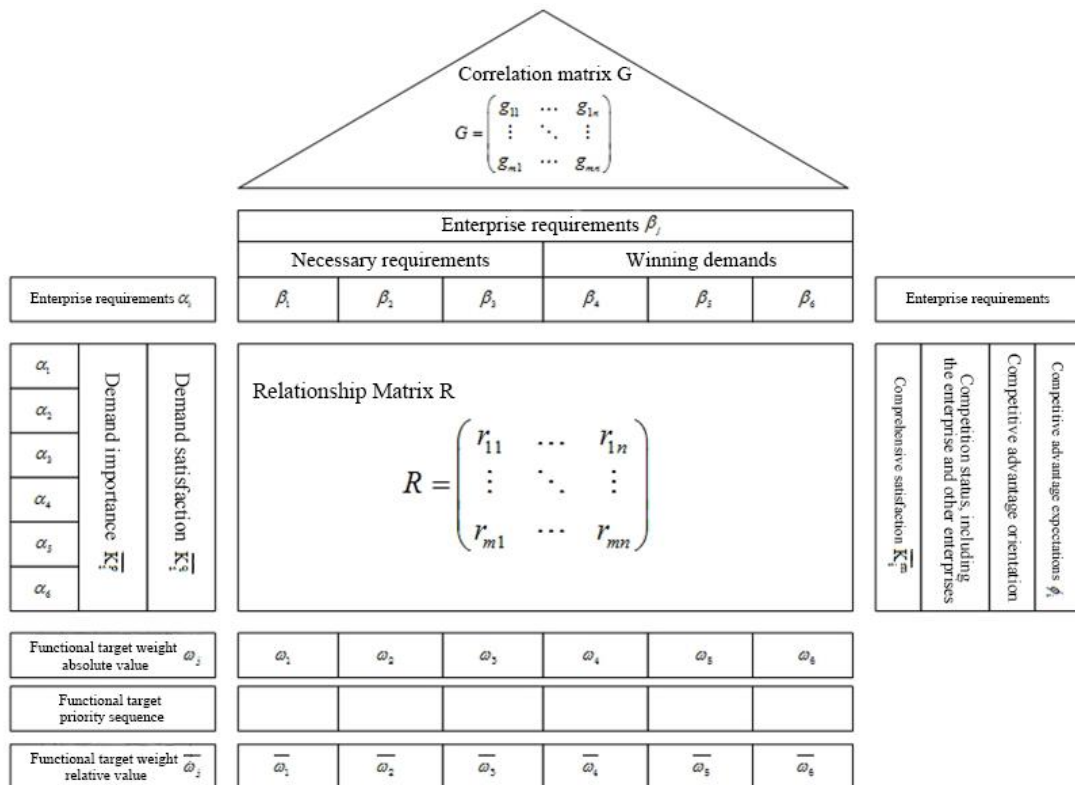 Correlation matrix G
G = ( g₁₁ ⋯ g₁ₙ
⋮ ⋱ ⋮
gₘ₁ ⋯ gₘₙ )
Enterprise requirements βⱼ
Necessary requirements Winning demands
Enterprise requirements αᵢ β₁ β₂ β₃ β₄ β₅ β₆ Enterprise requirements
α₁
α₂
α₃
α₄
α₅
α₆
Demand importance K̅ᵢᵖ
Demand satisfaction K̅ᵢq
Relationship Matrix R
R = ( r₁₁ … r₁ₙ
⋮ ⋱ ⋮
rₘ₁ ⋯ rₘₙ )
Comprehensive satisfaction K̅ᵢᵐ
Competition status, including
the enterprise and other enterprises
Competitive advantage orientation
Competitive advantage expectations ϕᵢ
Functional target weight
absolute value ωⱼ ω₁ ω₂ ω₃ ω₄ ω₅ ω₆
Functional target
priority sequence
Functional target weight
relative value ω̅ⱼ ω̅₁ ω̅₂ ω̅₃ ω̅₄ ω̅₅ ω̅₆